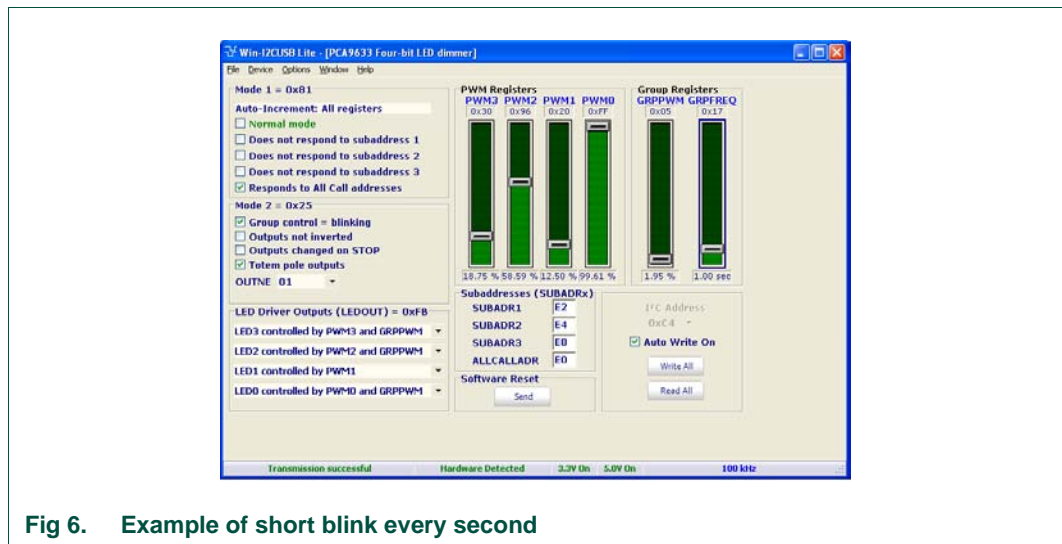 Win-I2CUSB Lite - [PCA9633 Four-bit LED dimmer]
File Device Options Window Help
Mode 1 = 0x81
Auto-Increment: All registers
Normal mode
Does not respond to subaddress 1
Does not respond to subaddress 2
Does not respond to subaddress 3
Responds to All Call addresses
Mode 2 = 0x25
Group control = blinking
Outputs not inverted
Outputs changed on STOP
Totem pole outputs
OUTNE 01
LED Driver Outputs (LEDOUT) = 0xFB
LED3 controlled by PWM3 and GRPPWM
LED2 controlled by PWM2 and GRPPWM
LED1 controlled by PWM1
LED0 controlled by PWM0 and GRPPWM
PWM Registers
PWM3 PWM2 PWM1 PWM0
0x30 0x96 0x20 0xFF
18.75 % 58.59 % 12.50 % 99.61 %
Group Registers
GRPPWM GRPFREQ
0x05 0x17
1.95 % 1.00 sec
Subaddresses (SUBADRx)
SUBADR1 E2
SUBADR2 E4
SUBADR3 E8
ALLCALLADR E0
Software Reset
Send
I²C Address
0xC4
Auto Write On
Write All
Read All
Transmission successful Hardware Detected 3.3V On 5.0V On 100 kHz
Fig 6. Example of short blink every second